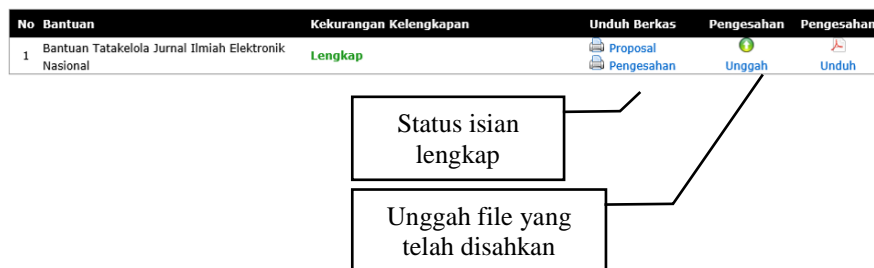 No Bantuan Kekurangan Kelengkapan Unduh Berkas Pengesahan Pengesahan
1 Bantuan Tatakelola Jurnal Ilmiah Elektronik Nasional Lengkap Proposal Pengesahan Unggah Unduh
Status isian
lengkap
Unggah file yang
telah disahkan